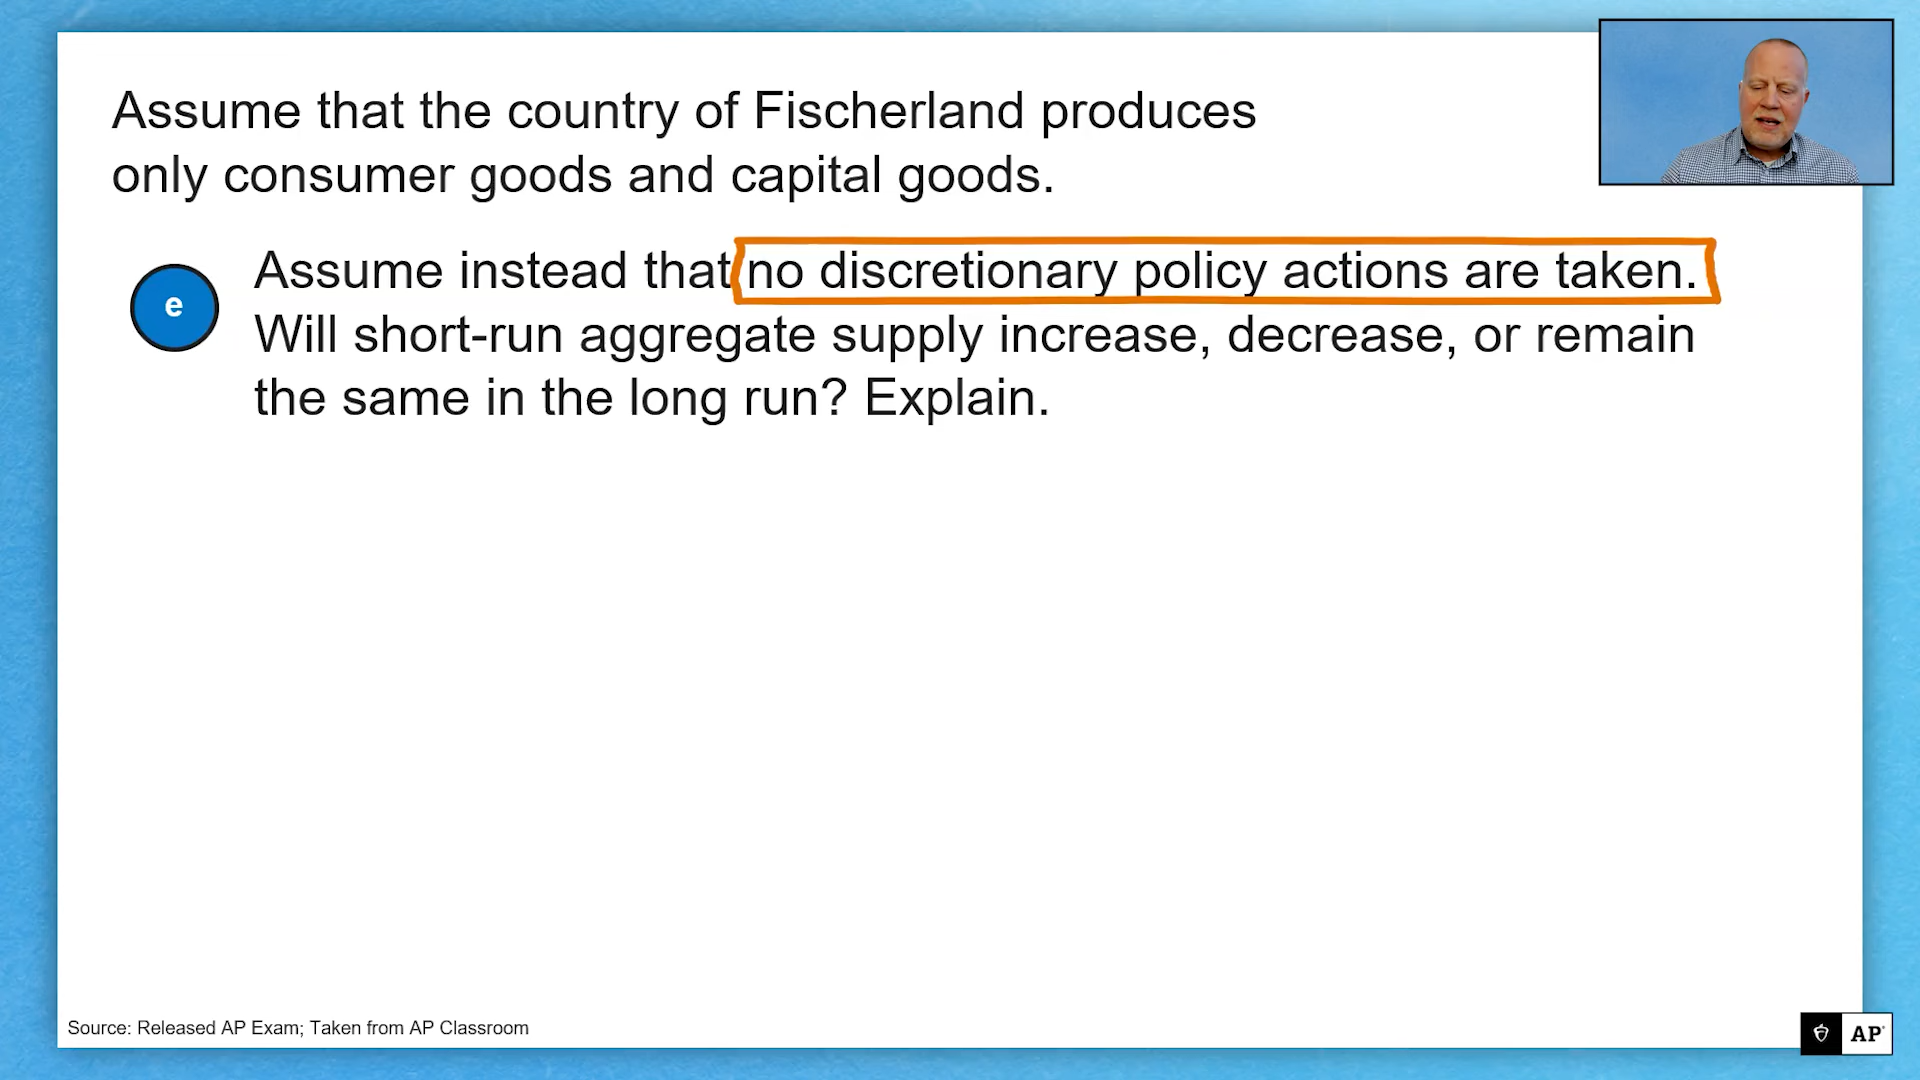 Assume that the country of Fischerland produces
only consumer goods and capital goods.
e
Assume instead that no discretionary policy actions are taken.
Will short-run aggregate supply increase, decrease, or remain
the same in the long run? Explain.
Source: Released AP Exam; Taken from AP Classroom
AP